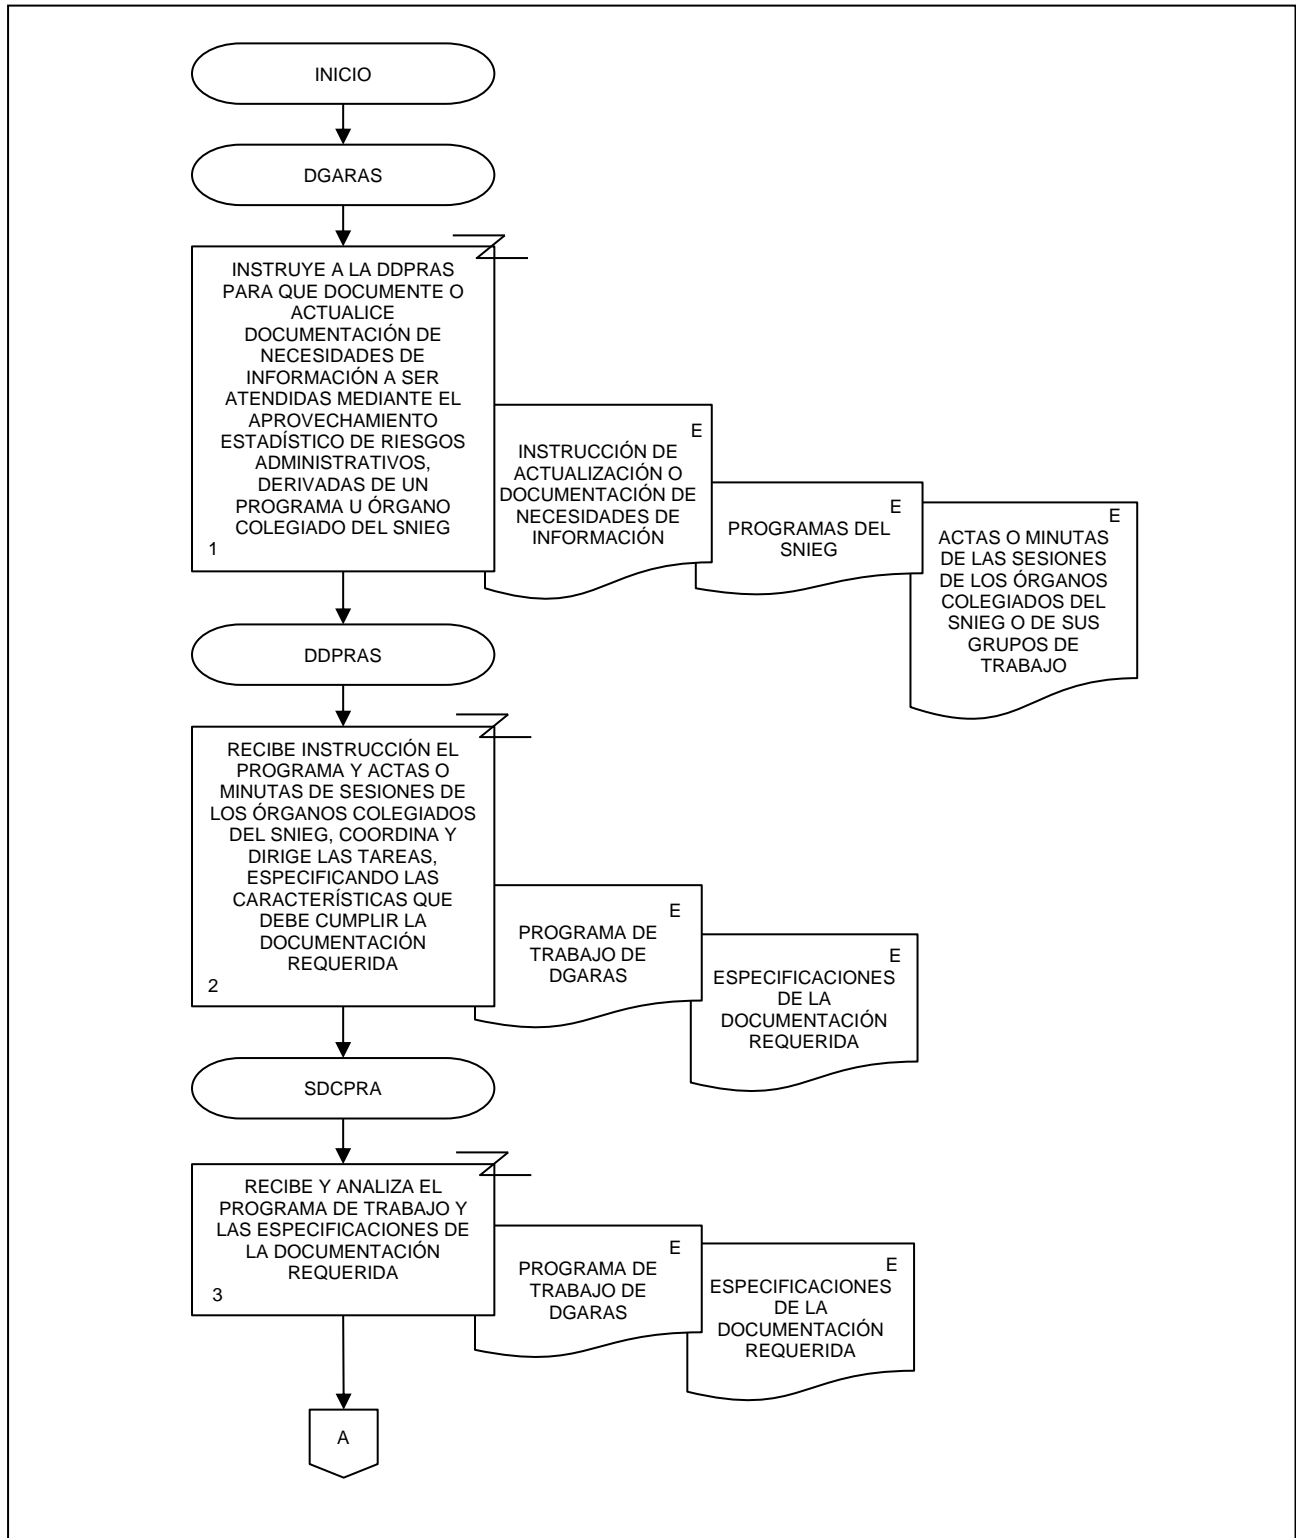 INICIO
DGARAS
INSTRUYE A LA DDPRAS
PARA QUE DOCUMENTE O
ACTUALICE
DOCUMENTACIÓN DE
NECESIDADES DE
INFORMACIÓN A SER
ATENDIDAS MEDIANTE EL
APROVECHAMIENTO
ESTADÍSTICO DE RIESGOS
ADMINISTRATIVOS,
DERIVADAS DE UN
PROGRAMA U ÓRGANO
COLEGIADO DEL SNIEG
1
E
INSTRUCCIÓN DE
ACTUALIZACIÓN O
DOCUMENTACIÓN DE
NECESIDADES DE
INFORMACIÓN
E
PROGRAMAS DEL
SNIEG
E
ACTAS O MINUTAS
DE LAS SESIONES
DE LOS ÓRGANOS
COLEGIADOS DEL
SNIEG O DE SUS
GRUPOS DE
TRABAJO
DDPRAS
RECIBE INSTRUCCIÓN EL
PROGRAMA Y ACTAS O
MINUTAS DE SESIONES DE
LOS ÓRGANOS COLEGIADOS
DEL SNIEG, COORDINA Y
DIRIGE LAS TAREAS,
ESPECIFICANDO LAS
CARACTERÍSTICAS QUE
DEBE CUMPLIR LA
DOCUMENTACIÓN
REQUERIDA
2
E
PROGRAMA DE
TRABAJO DE
DGARAS
E
ESPECIFICACIONES
DE LA
DOCUMENTACIÓN
REQUERIDA
SDCPRA
RECIBE Y ANALIZA EL
PROGRAMA DE TRABAJO Y
LAS ESPECIFICACIONES DE
LA DOCUMENTACIÓN
REQUERIDA
3
E
PROGRAMA DE
TRABAJO DE
DGARAS
E
ESPECIFICACIONES
DE LA
DOCUMENTACIÓN
REQUERIDA
A